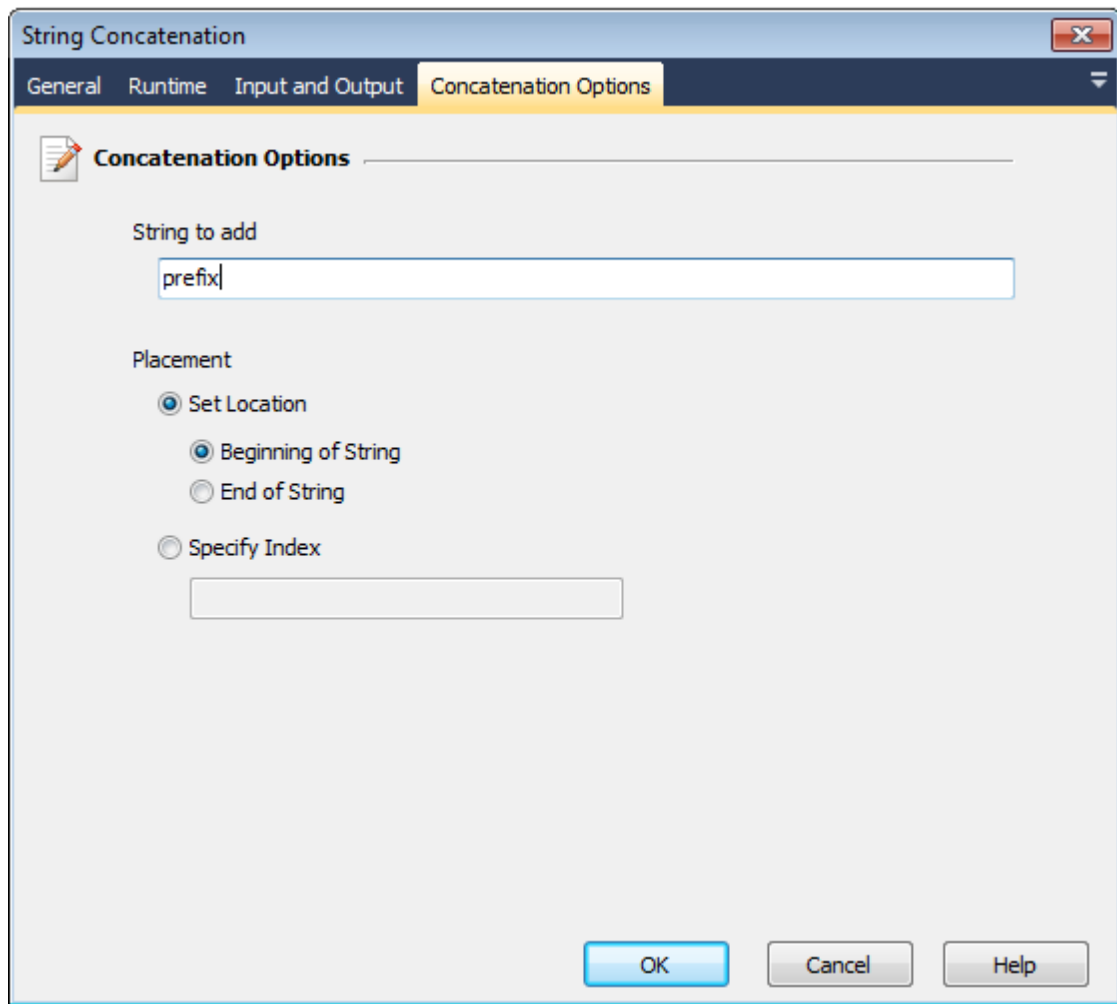 String Concatenation
General Runtime Input and Output Concatenation Options
Concatenation Options
String to add
prefix
Placement
Set Location
Beginning of String
End of String
Specify Index
OK Cancel Help